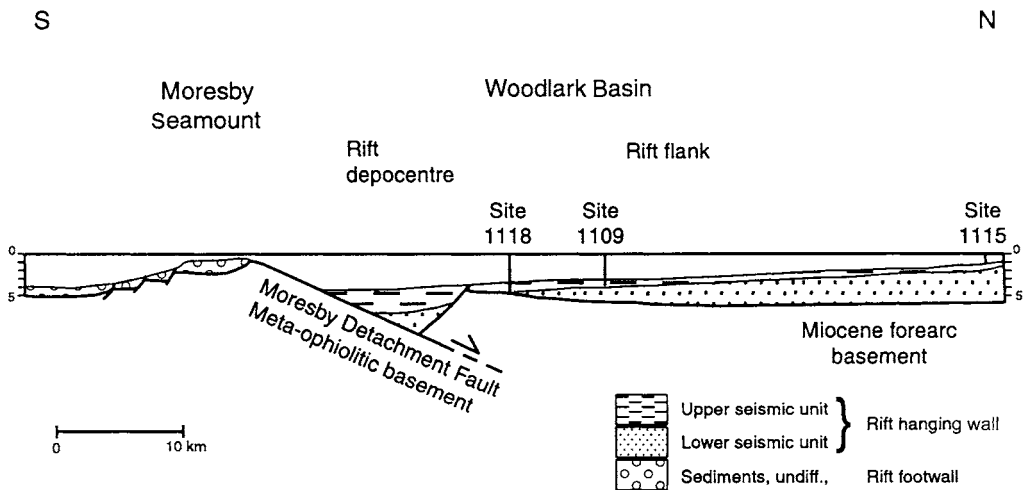 S
N
Moresby
Seamount
Woodlark Basin
Rift
depocentre
Rift flank
Site
1118
Site
1109
Site
1115
0
5
0
5
Moresby Detachment Fault
Meta-ophiolitic basement
Miocene forearc
basement
0
10 km
Upper seismic unit
Lower seismic unit
Rift hanging wall
Sediments, undiff., Rift footwall